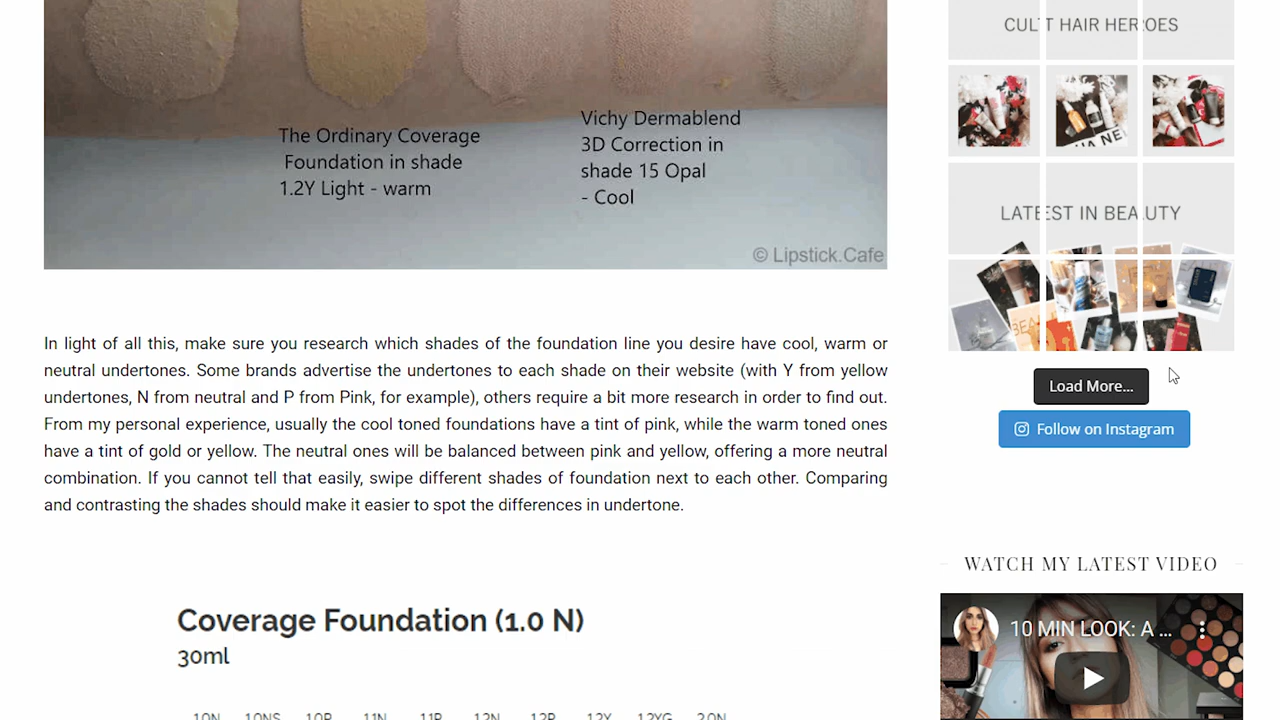 The Ordinary Coverage
Foundation in shade
1.2Y Light - warm
Vichy Dermablend
3D Correction in
shade 15 Opal
- Cool
© Lipstick.Cafe
In light of all this, make sure you research which shades of the foundation line you desire have cool, warm or
neutral undertones. Some brands advertise the undertones to each shade on their website (with Y from yellow
undertones, N from neutral and P from Pink, for example), others require a bit more research in order to find out.
From my personal experience, usually the cool toned foundations have a tint of pink, while the warm toned ones
have a tint of gold or yellow. The neutral ones will be balanced between pink and yellow, offering a more neutral
combination. If you cannot tell that easily, swipe different shades of foundation next to each other. Comparing
and contrasting the shades should make it easier to spot the differences in undertone.
Coverage Foundation (1.0 N)
30ml
CULT HAIR HEROES
LATEST IN BEAUTY
Load More...
Follow on Instagram
WATCH MY LATEST VIDEO
10 MIN LOOK: A ...